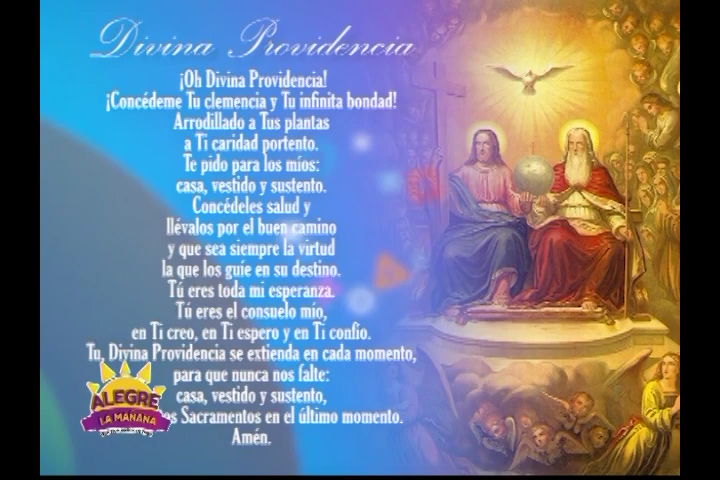 Divina Providencia
¡Oh Divina Providencia!
¡Concédeme Tu clemencia y Tu infinita bondad!
Arrodillado a Tus plantas
a Ti caridad portento.
Te pido para los míos:
casa, vestido y sustento.
Concédeles salud y
llévalos por el buen camino
y que sea siempre la virtud
la que los guíe en su destino.
Tú eres toda mi esperanza.
Tú eres el consuelo mío,
en Ti creo, en Ti espero y en Ti confío.
Tu, Divina Providencia se extienda en cada momento,
para que nunca nos falte:
casa, vestido y sustento,
Sacramentos en el último momento.
Amén.
ALEGRE
LA MAÑANA